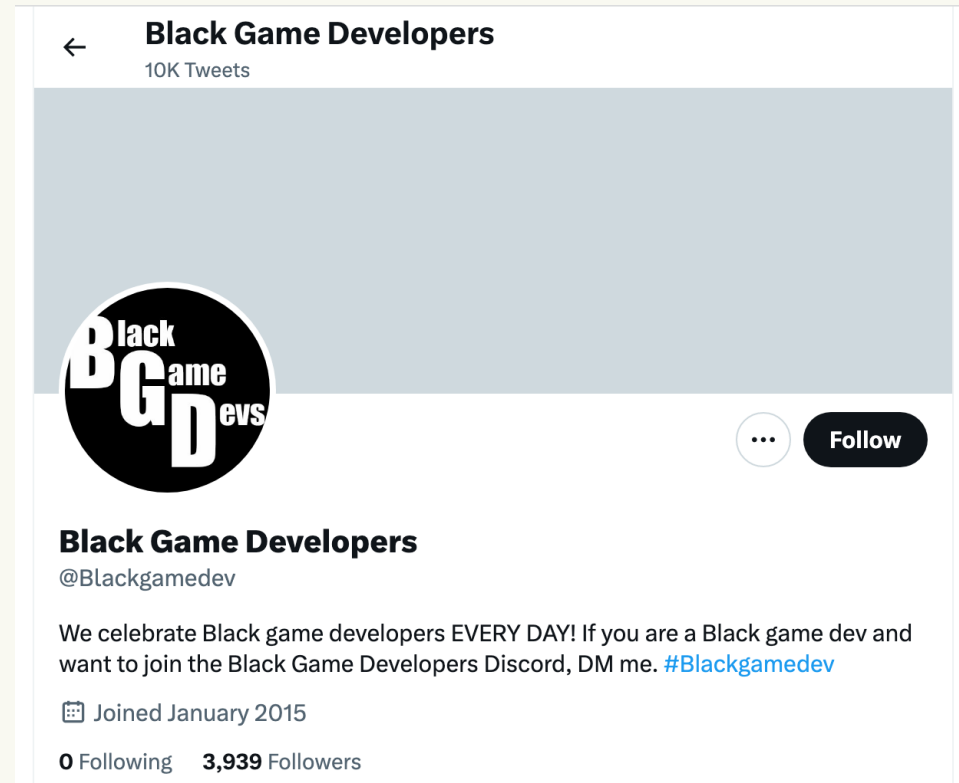 Black Game Developers
10K Tweets
Black
Game
Devs
Follow
Black Game Developers
@Blackgamedev
We celebrate Black game developers EVERY DAY! If you are a Black game dev and
want to join the Black Game Developers Discord, DM me. #Blackgamedev
Joined January 2015
0 Following 3,939 Followers